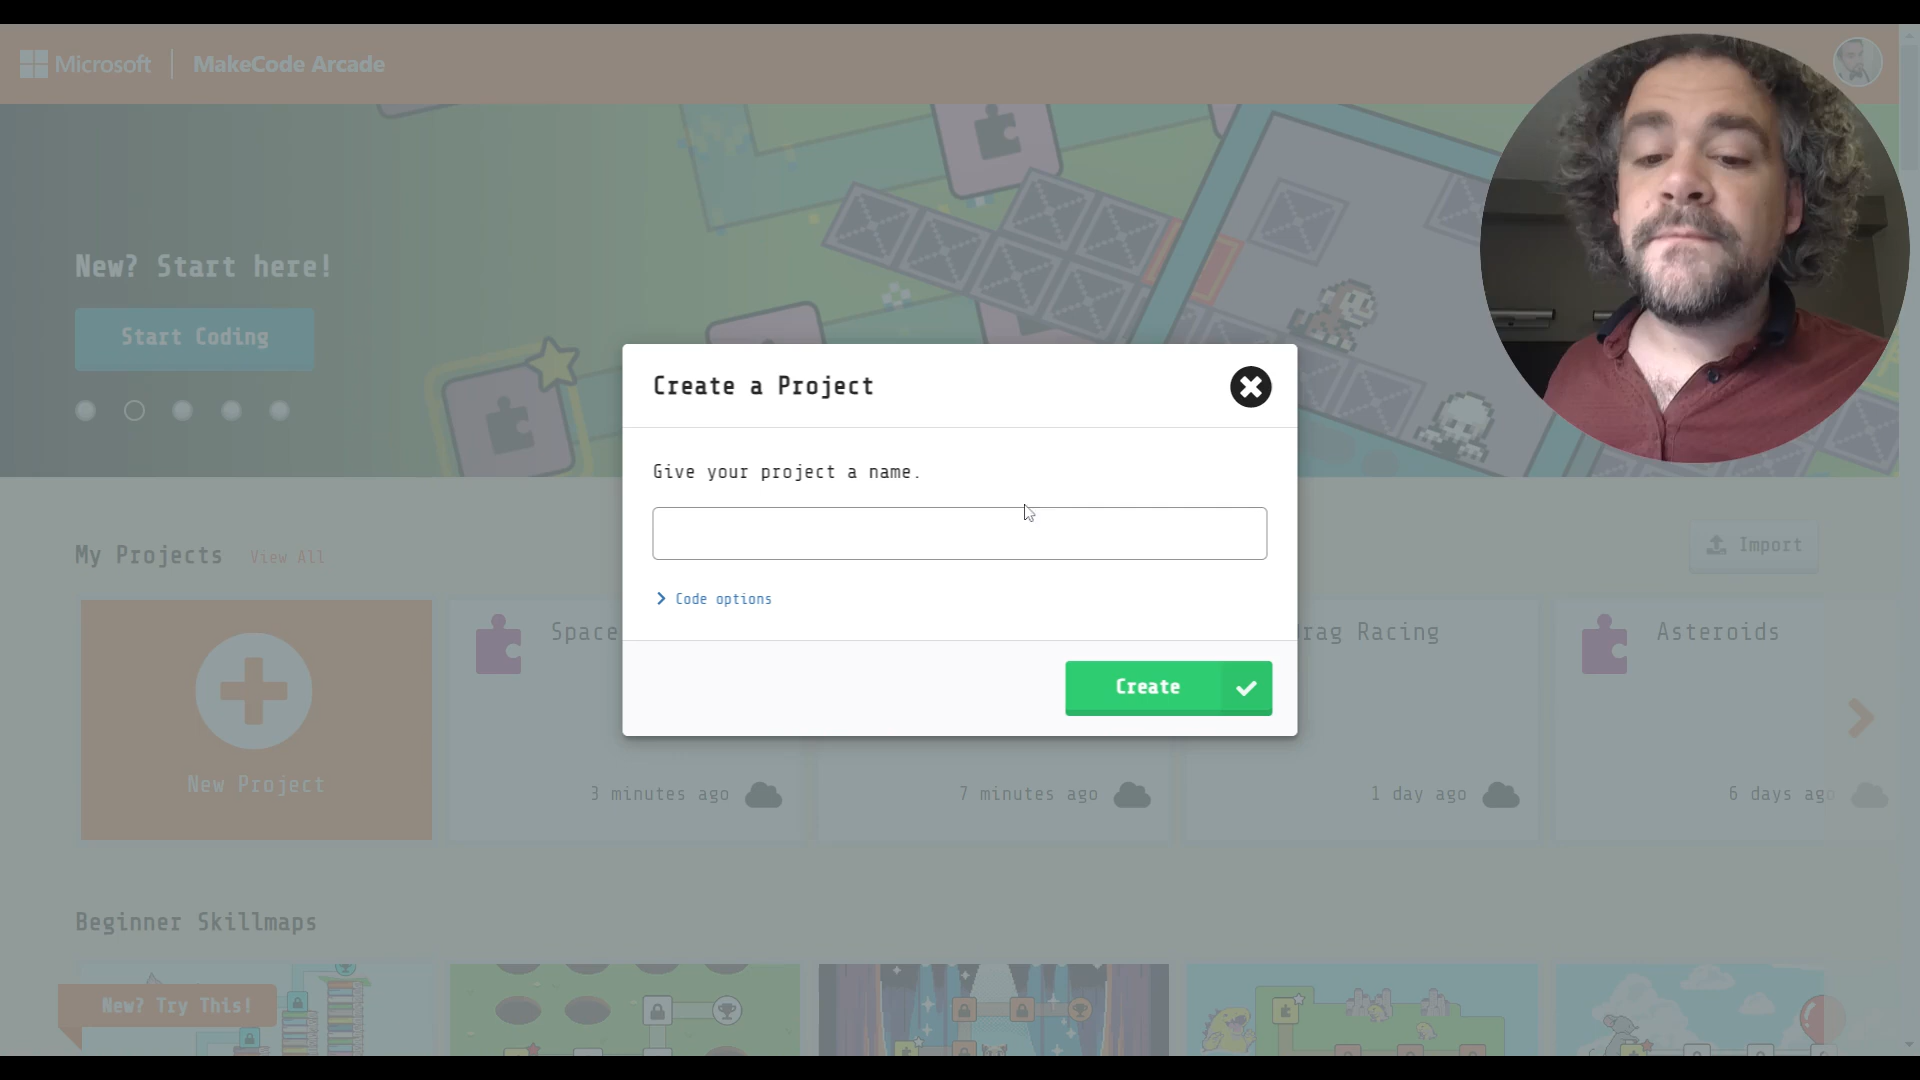 Microsoft
MakeCode Arcade
New? Start here!
Start Coding
Create a Project
Give your project a name.
Code options
Create
My Projects
View All
Import
New Project
Space
3 minutes ago
7 minutes ago
rag Racing
1 day ago
Asteroids
6 days ago
Beginner Skillmaps
New? Try This!